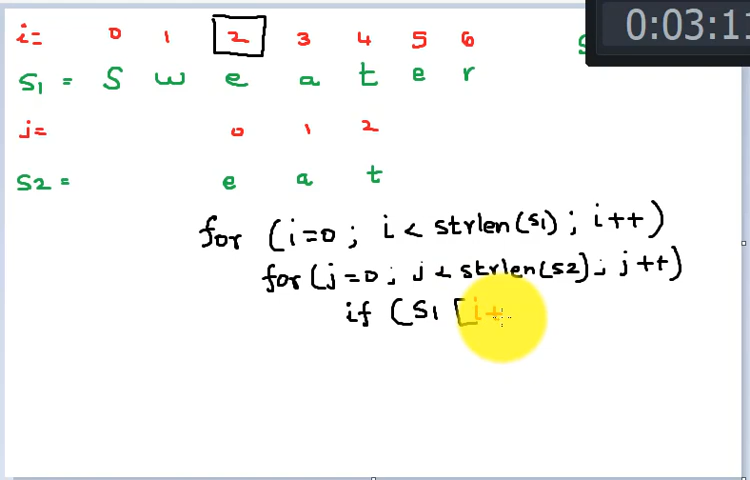 0:03:11
i= 0 1 2 3 4 5 6
S1 = S w e a t e r
j= 0 1 2
S2 = e a t
for (i=0 ; i < strlen(S1) ; i++)
for(j=0 ; j < strlen(S2) ; j++)
if (S1 [i+